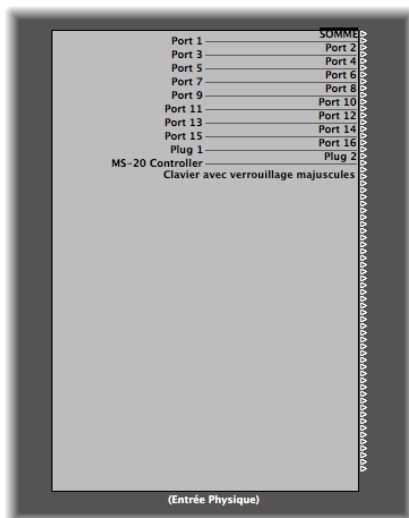 SOMME
Port 1
Port 2
Port 3
Port 4
Port 5
Port 6
Port 7
Port 8
Port 9
Port 10
Port 11
Port 12
Port 13
Port 14
Port 15
Port 16
Plug 1
Plug 2
MS-20 Controller
Clavier avec verrouillage majuscules
(Entrée Physique)